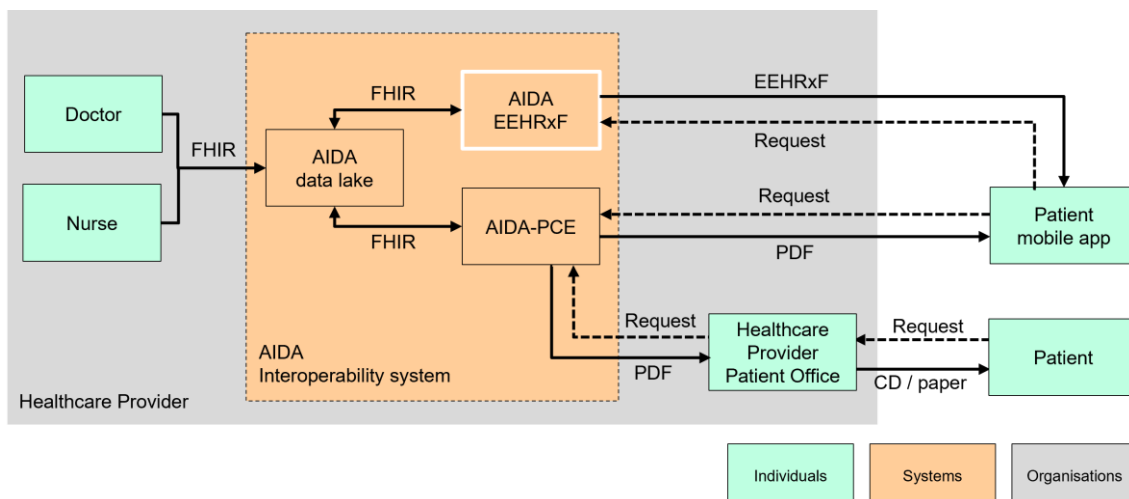 Doctor
Nurse
FHIR
AIDA
data lake
FHIR
FHIR
AIDA
EEHRxF
AIDA-PCE
EEHRxF
Request
Request
PDF
Patient
mobile app
Request
PDF
Healthcare
Provider
Patient Office
Request
CD / paper
Patient
AIDA
Interoperability system
Healthcare Provider
Individuals
Systems
Organisations